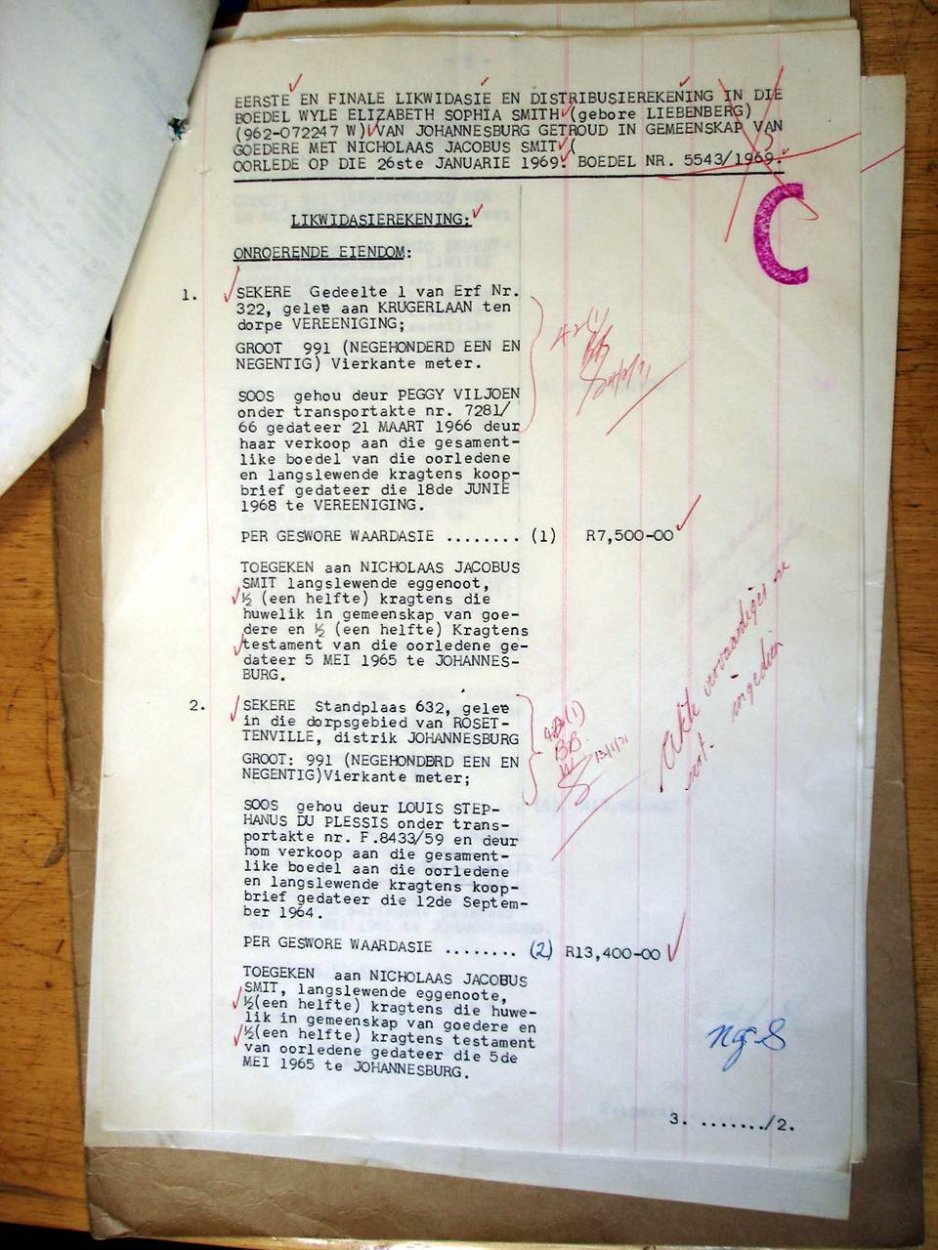 EERSTE EN FINALE LIKWIDASIE EN DISTRIBUSIEREKENING IN DIE
BOEDEL WYLE ELIZABETH SOPHIA SMITH (gebore LIEBENBERG)
(962-072247 W) VAN JOHANNESBURG GETROUD IN GEMEENSKAP VAN
GOEDERE MET NICHOLAAS JACOBUS SMIT ( )
OORLEDE OP DIE 26ste JANUARIE 1969. BOEDEL NR. 5543/1969.
C
LIKWIDASIEREKENING:
ONROERENDE EIENDOM:
1. SEKERE Gedeelte 1 van Erf Nr.
322, geleë aan KRUGERLAAN ten
dorpe VEREENIGING;
GROOT 991 (NEGEHONDERD EEN EN
NEGENTIG) Vierkante meter.
SOOS gehou deur PEGGY VILJOEN
onder transportakte nr. 7281/
66 gedateer 21 MAART 1966 deur
haar verkoop aan die gesament-
like boedel van die oorledene
en langslewende kragtens koop-
brief gedateer die 18de JUNIE
1968 te VEREENIGING.
PER GESWORE WAARDASIE ........ (1) R7,500-00
TOEGEKEN aan NICHOLAAS JACOBUS
SMIT langslewende eggenoot,
½ (een helfte) kragtens die
huwelik in gemeenskap van goe-
dere en ½ (een helfte) Kragtens
testament van die oorledene ge-
dateer 5 MEI 1965 te JOHANNES-
BURG.
2. SEKERE Standplaas 632, geleë
in die dorpsgebied van ROSET-
TENVILLE, distrik JOHANNESBURG
GROOT: 991 (NEGEHONDBRD EEN EN
NEGENTIG)Vierkante meter;
SOOS gehou deur LOUIS STEP-
HANUS DU PLESSIS onder trans-
portakte nr. F.8433/59 en deur
hom verkoop aan die gesament-
like boedel aan die oorledene
en langslewende kragtens koop-
brief gedateer die 12de Septem-
ber 1964.
PER GESWORE WAARDASIE ........ (2) R13,400-00
TOEGEKEN aan NICHOLAAS JACOBUS
SMIT, langslewende eggenoote,
½(een helfte) kragtens die huwe-
lik in gemeenskap van goedere en
½(een helfte) kragtens testament
van oorledene gedateer die 5de
MEI 1965 te JOHANNESBURG.
3. ......./2.